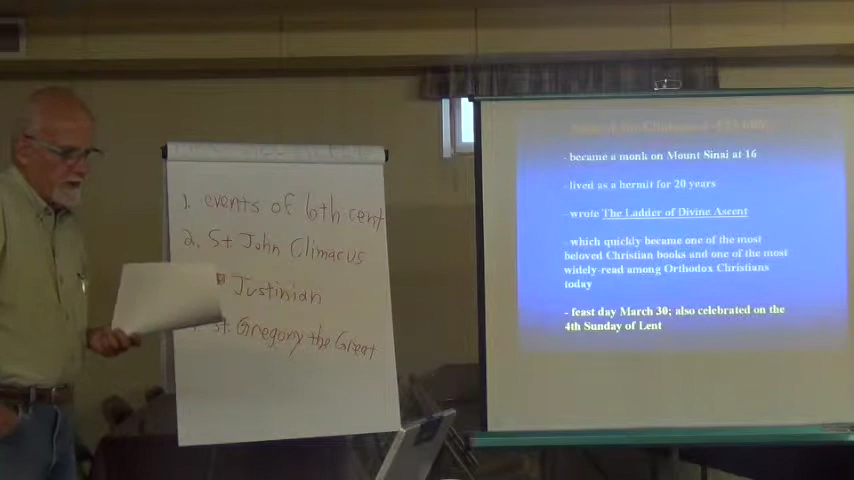 1. events of 6th cent
2. St John Climacus
Justinian
St. Gregory the Great
- became a monk on Mount Sinai at 16
- lived as a hermit for 20 years
- wrote The Ladder of Divine Ascent
- which quickly became one of the most
beloved Christian books and one of the most
widely-read among Orthodox Christians
today
- feast day March 30; also celebrated on the
4th Sunday of Lent